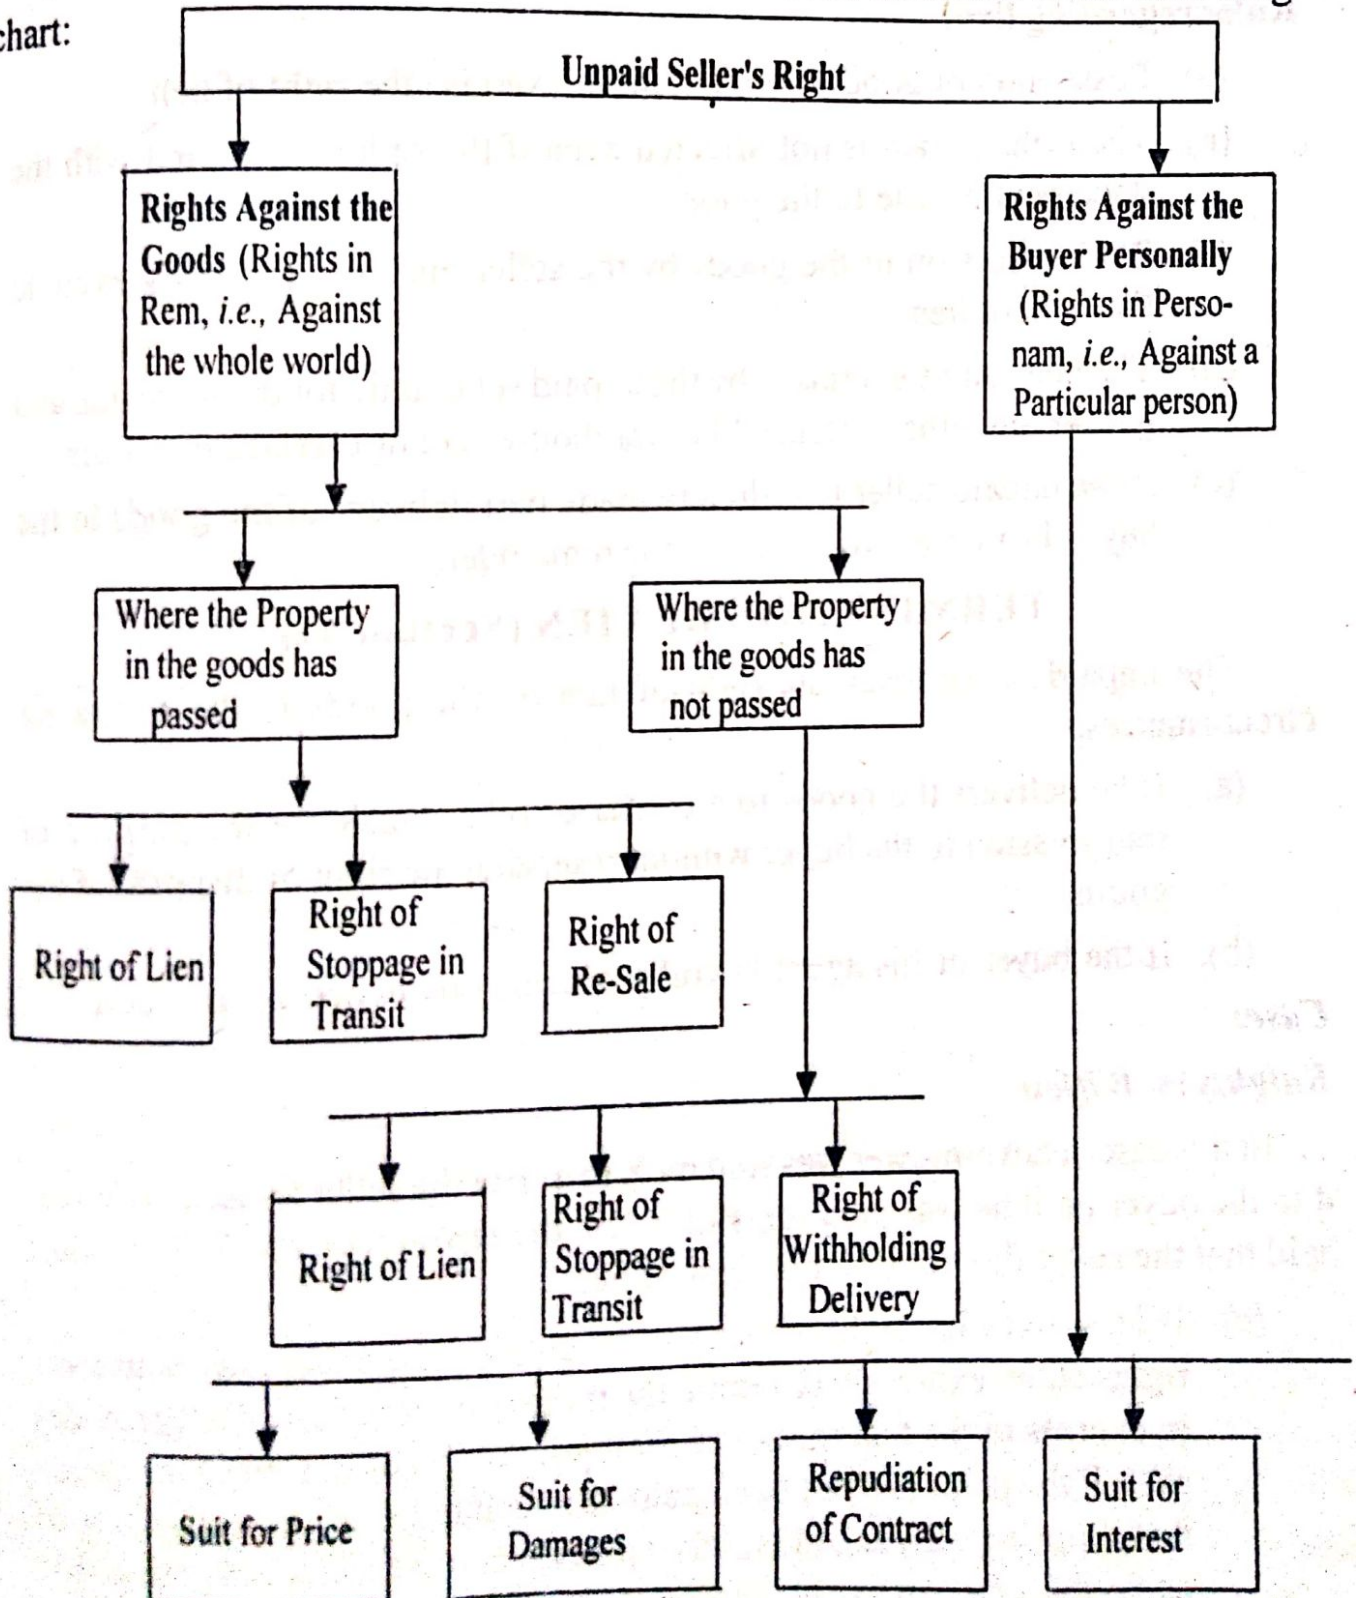 chart:
Unpaid Seller's Right
Rights Against the
Goods (Rights in
Rem, i.e., Against
the whole world)
Rights Against the
Buyer Personally
(Rights in Perso-
nam, i.e., Against a
Particular person)
Where the Property
in the goods has
passed
Where the Property
in the goods has
not passed
Right of Lien
Right of
Stoppage in
Transit
Right of
Re-Sale
Right of Lien
Right of
Stoppage in
Transit
Right of
Withholding
Delivery
Suit for Price
Suit for
Damages
Repudiation
of Contract
Suit for
Interest